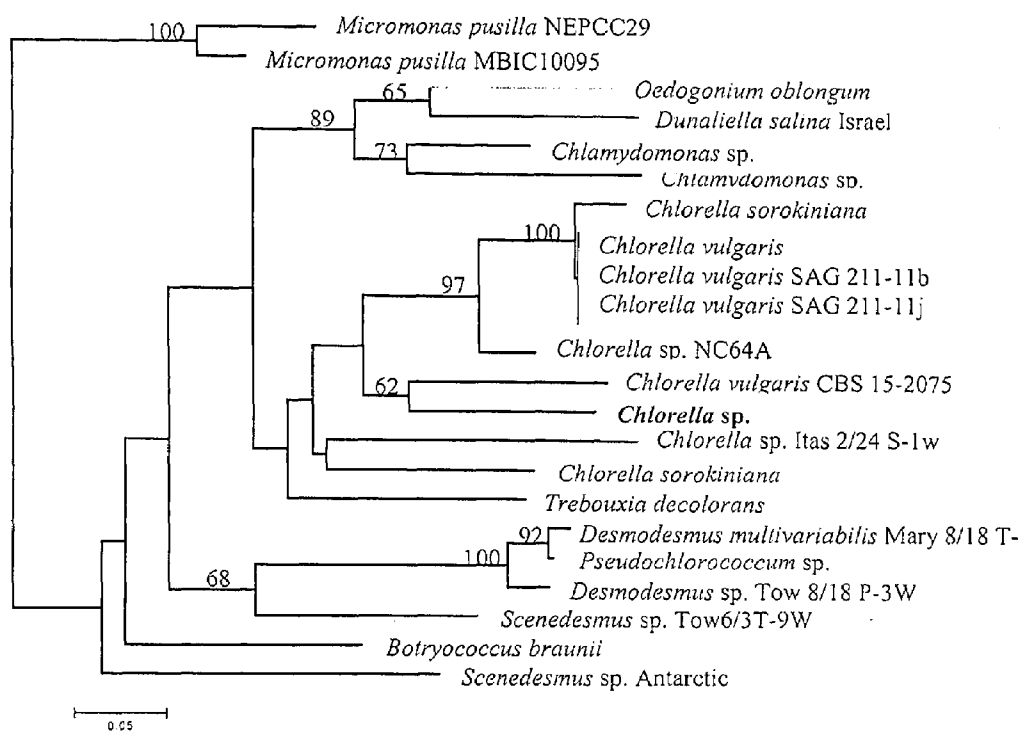 100
Micromonas pusilla NEPCC29
Micromonas pusilla MBIC10095
65
Oedogonium oblongum
89
Dunaliella salina Israel
73
Chlamydomonas sp.
Chlamydomonas sp.
Chlorella sorokiniana
100
Chlorella vulgaris
Chlorella vulgaris SAG 211-11b
97
Chlorella vulgaris SAG 211-11j
Chlorella sp. NC64A
62
Chlorella vulgaris CBS 15-2075
Chlorella sp.
Chlorella sp. Itas 2/24 S-1w
Chlorella sorokiniana
Trebouxia decolorans
92
Desmodesmus multivariabilis Mary 8/18 T-
100
Pseudochlorococcum sp.
68
Desmodesmus sp. Tow 8/18 P-3W
Scenedesmus sp. Tow6/3T-9W
Botryococcus braunii
Scenedesmus sp. Antarctic
0.05